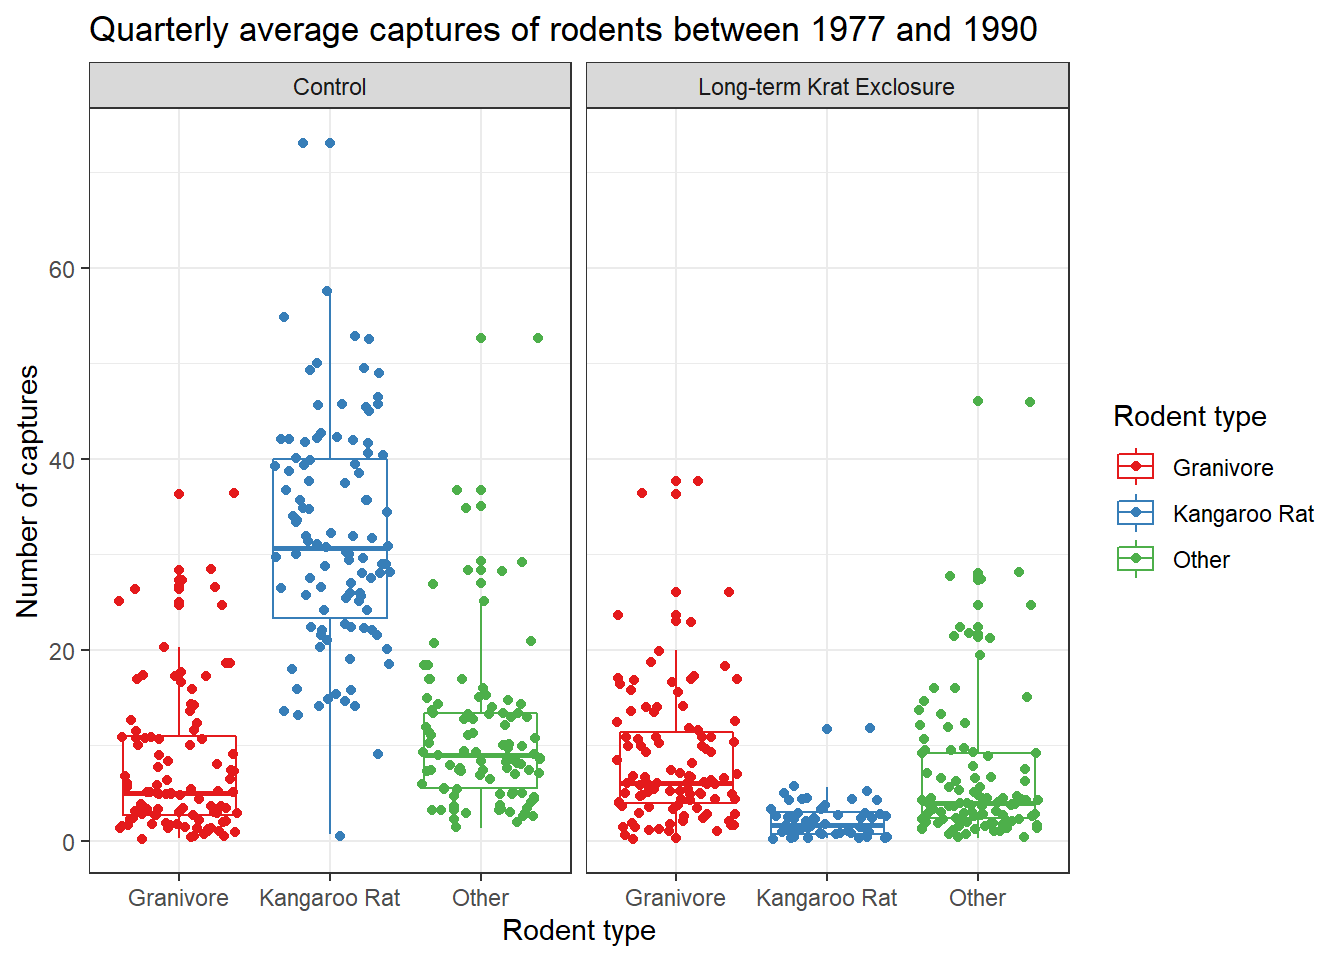 Quarterly average captures of rodents between 1977 and 1990
Control
Long-term Krat Exclosure
Number of captures
60
40
20
0
Granivore
Kangaroo Rat
Other
Granivore
Kangaroo Rat
Other
Rodent type
Rodent type
Granivore
Kangaroo Rat
Other